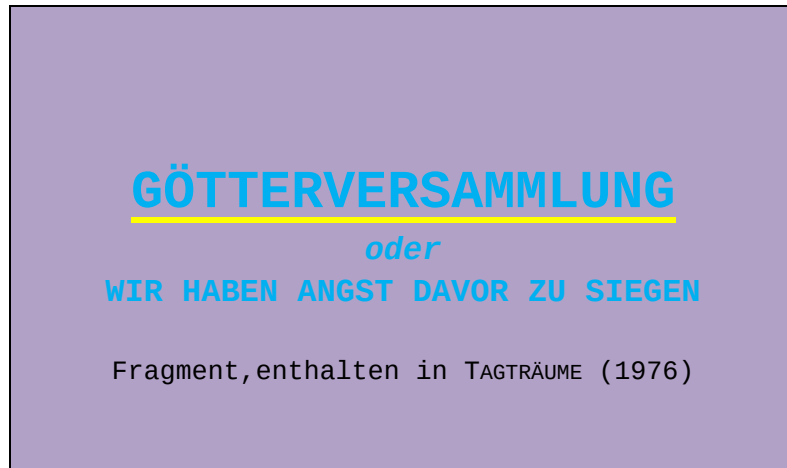 GÖTTERVERSAMMLUNG
oder
WIR HABEN ANGST DAVOR ZU SIEGEN
Fragment,enthalten in TAGTRÄUME (1976)